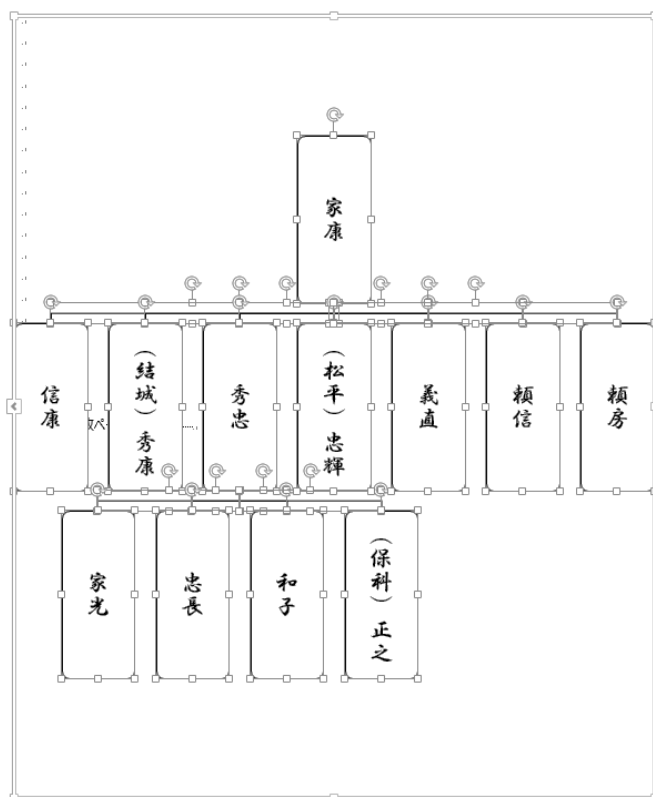 家康
信康
（結城）秀康
秀忠
（松平）忠輝
義直
頼信
頼房
家光
忠長
和子
（保科）正之